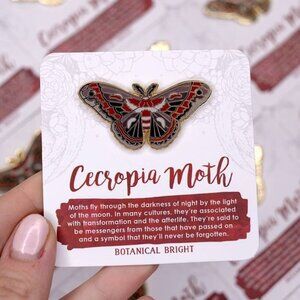 Cecropia Moth
Moths fly through the darkness of night by the light
of the moon. In many cultures, they're associated
with transformation and the afterlife. They're said to
be messengers from those that have passed on
and a symbol that they'll never be forgotten.
BOTANICAL BRIGHT